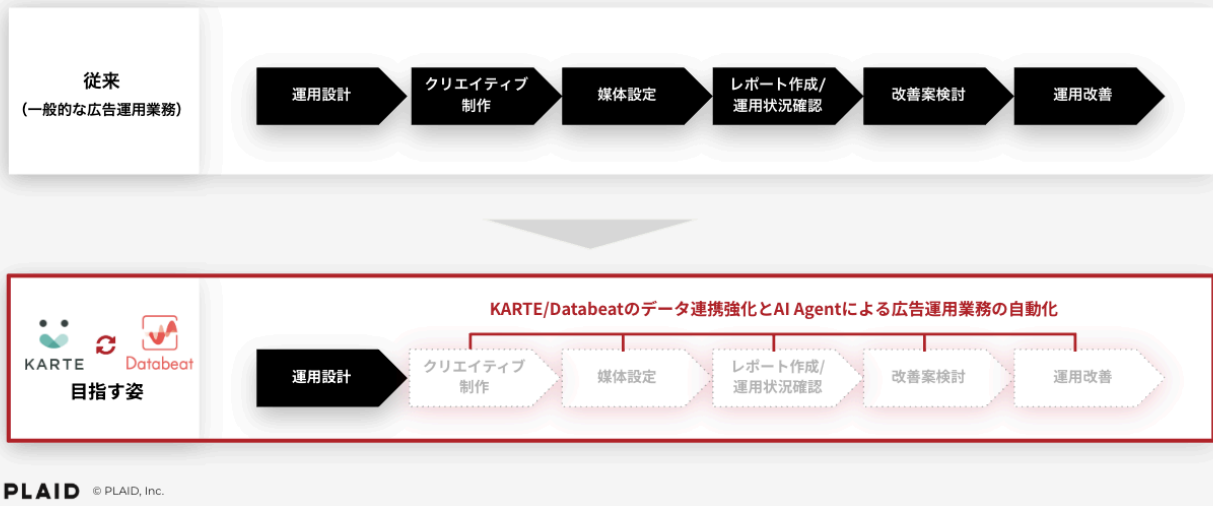 従来
(一般的な広告運用業務)
運用設計
クリエイティブ
制作
媒体設定
レポート作成/
運用状況確認
改善案検討
運用改善
KARTE/Databeatのデータ連携強化とAI Agentによる広告運用業務の自動化
KARTE
Databeat
目指す姿
運用設計
クリエイティブ
制作
媒体設定
レポート作成/
運用状況確認
改善案検討
運用改善
PLAID © PLAID, Inc.